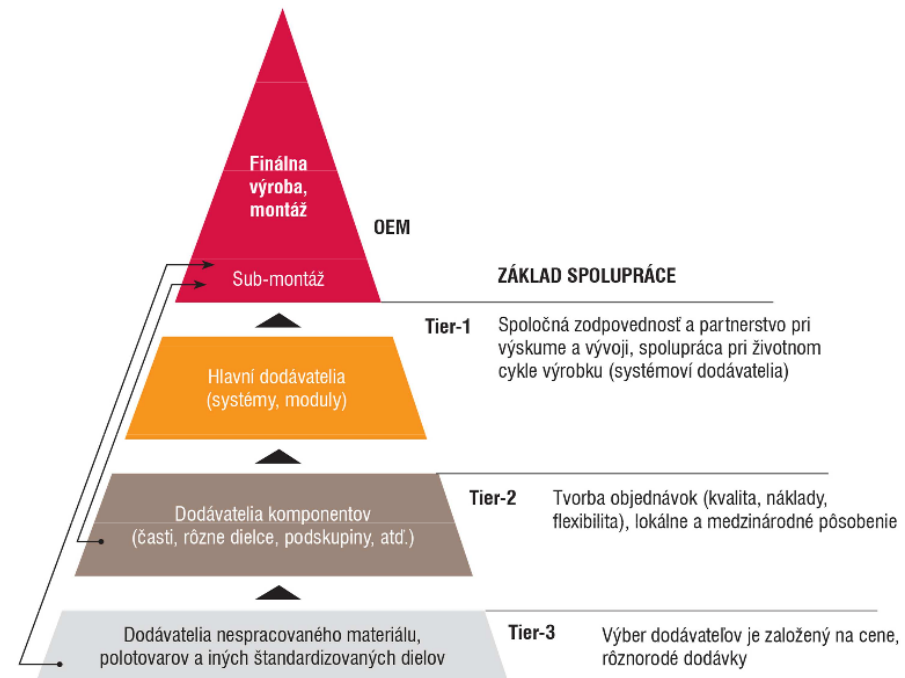 Finálna
výroba,
montáž
OEM
Sub-montáž
ZÁKLAD SPOLUPRÁCE
Tier-1
Spoločná zodpovednosť a partnerstvo pri
výskume a vývoji, spolupráca pri životnom
cykle výrobku (systémoví dodávatelia)
Hlavní dodávatelia
(systémy, moduly)
Tier-2
Tvorba objednávok (kvalita, náklady,
flexibilita), lokálne a medzinárodné pôsobenie
Dodávatelia komponentov
(časti, rôzne dielce, podskupiny, atď.)
Tier-3
Výber dodávateľov je založený na cene,
rôznorodé dodávky
Dodávatelia nespracovaného materiálu,
polotovarov a iných štandardizovaných dielov